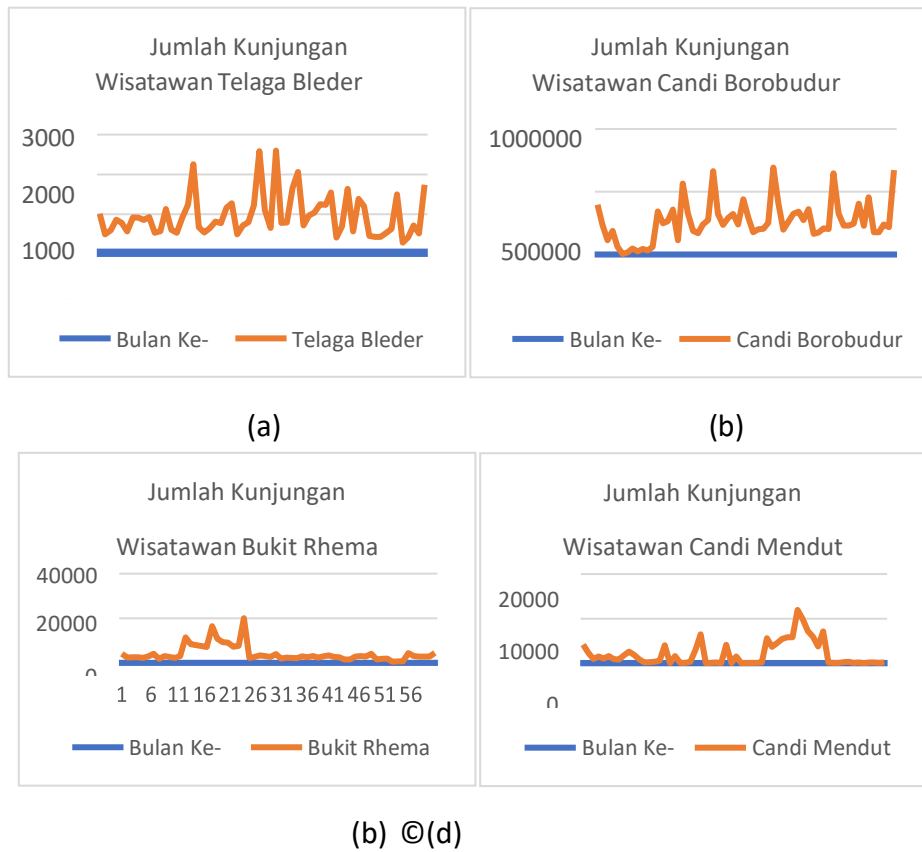 Jumlah Kunjungan
Wisatawan Telaga Bleder
3000
2000
1000
Bulan Ke- Telaga Bleder
Jumlah Kunjungan
Wisatawan Candi Borobudur
1000000
500000
Bulan Ke- Candi Borobudur
(a) (b)
Jumlah Kunjungan
Wisatawan Bukit Rhema
40000
20000
0
1 6 11 16 21 26 31 36 41 46 51 56
Bulan Ke- Bukit Rhema
Jumlah Kunjungan
Wisatawan Candi Mendut
20000
10000
0
Bulan Ke- Candi Mendut
(b) ©(d)